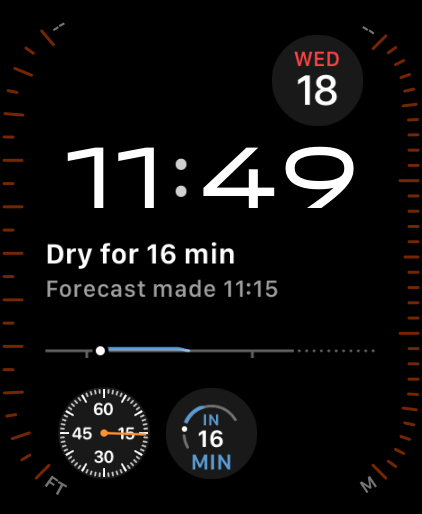 --
--
WED
18
11:49
Dry for 16 min
Forecast made 11:15
60
45
15
30
IN
16
MIN
FT
M